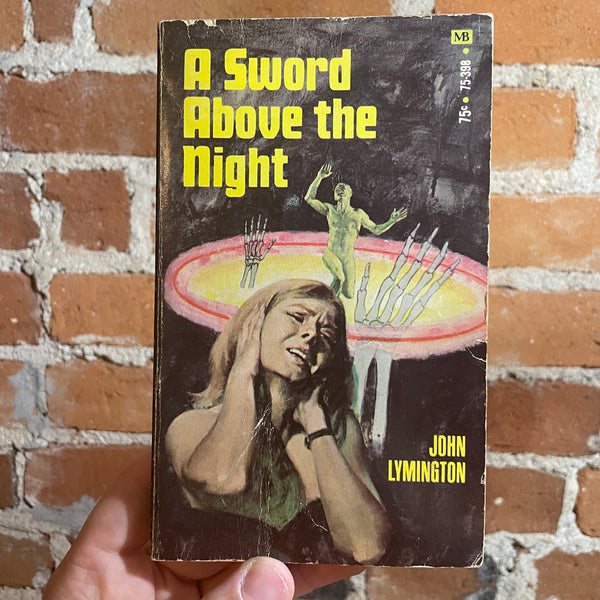 MB
75¢ • 75-398 •
A Sword
Above the
Night
JOHN
LYMINGTON